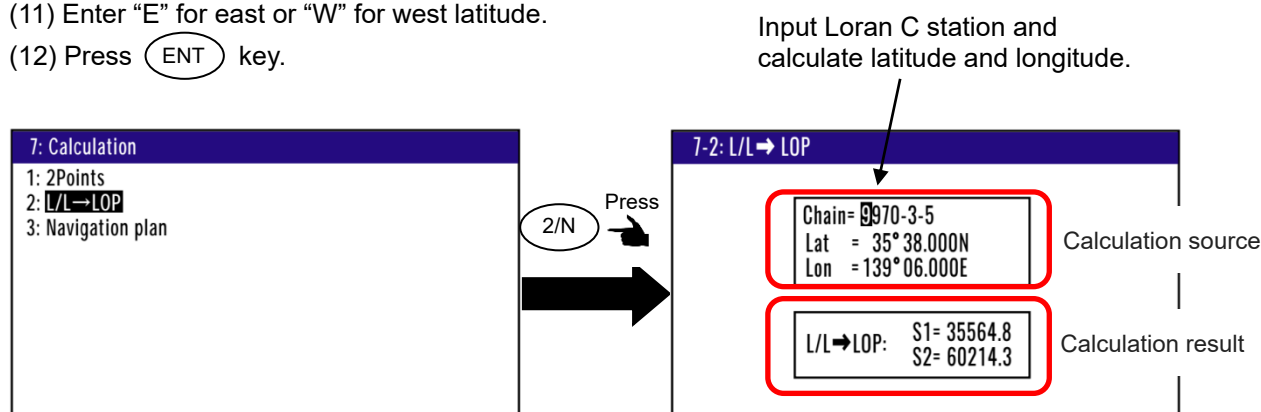 (11) Enter “E” for east or “W” for west latitude.
(12) Press ENT key.
Input Loran C station and
calculate latitude and longitude.
7: Calculation
1: 2Points
2: L/L→LOP
3: Navigation plan
2/N
Press
7-2: L/L➡ LOP
Chain= 9970-3-5
Lat = 35° 38.000N
Lon =139° 06.000E
Calculation source
L/L➡LOP: S1= 35564.8
S2= 60214.3
Calculation result